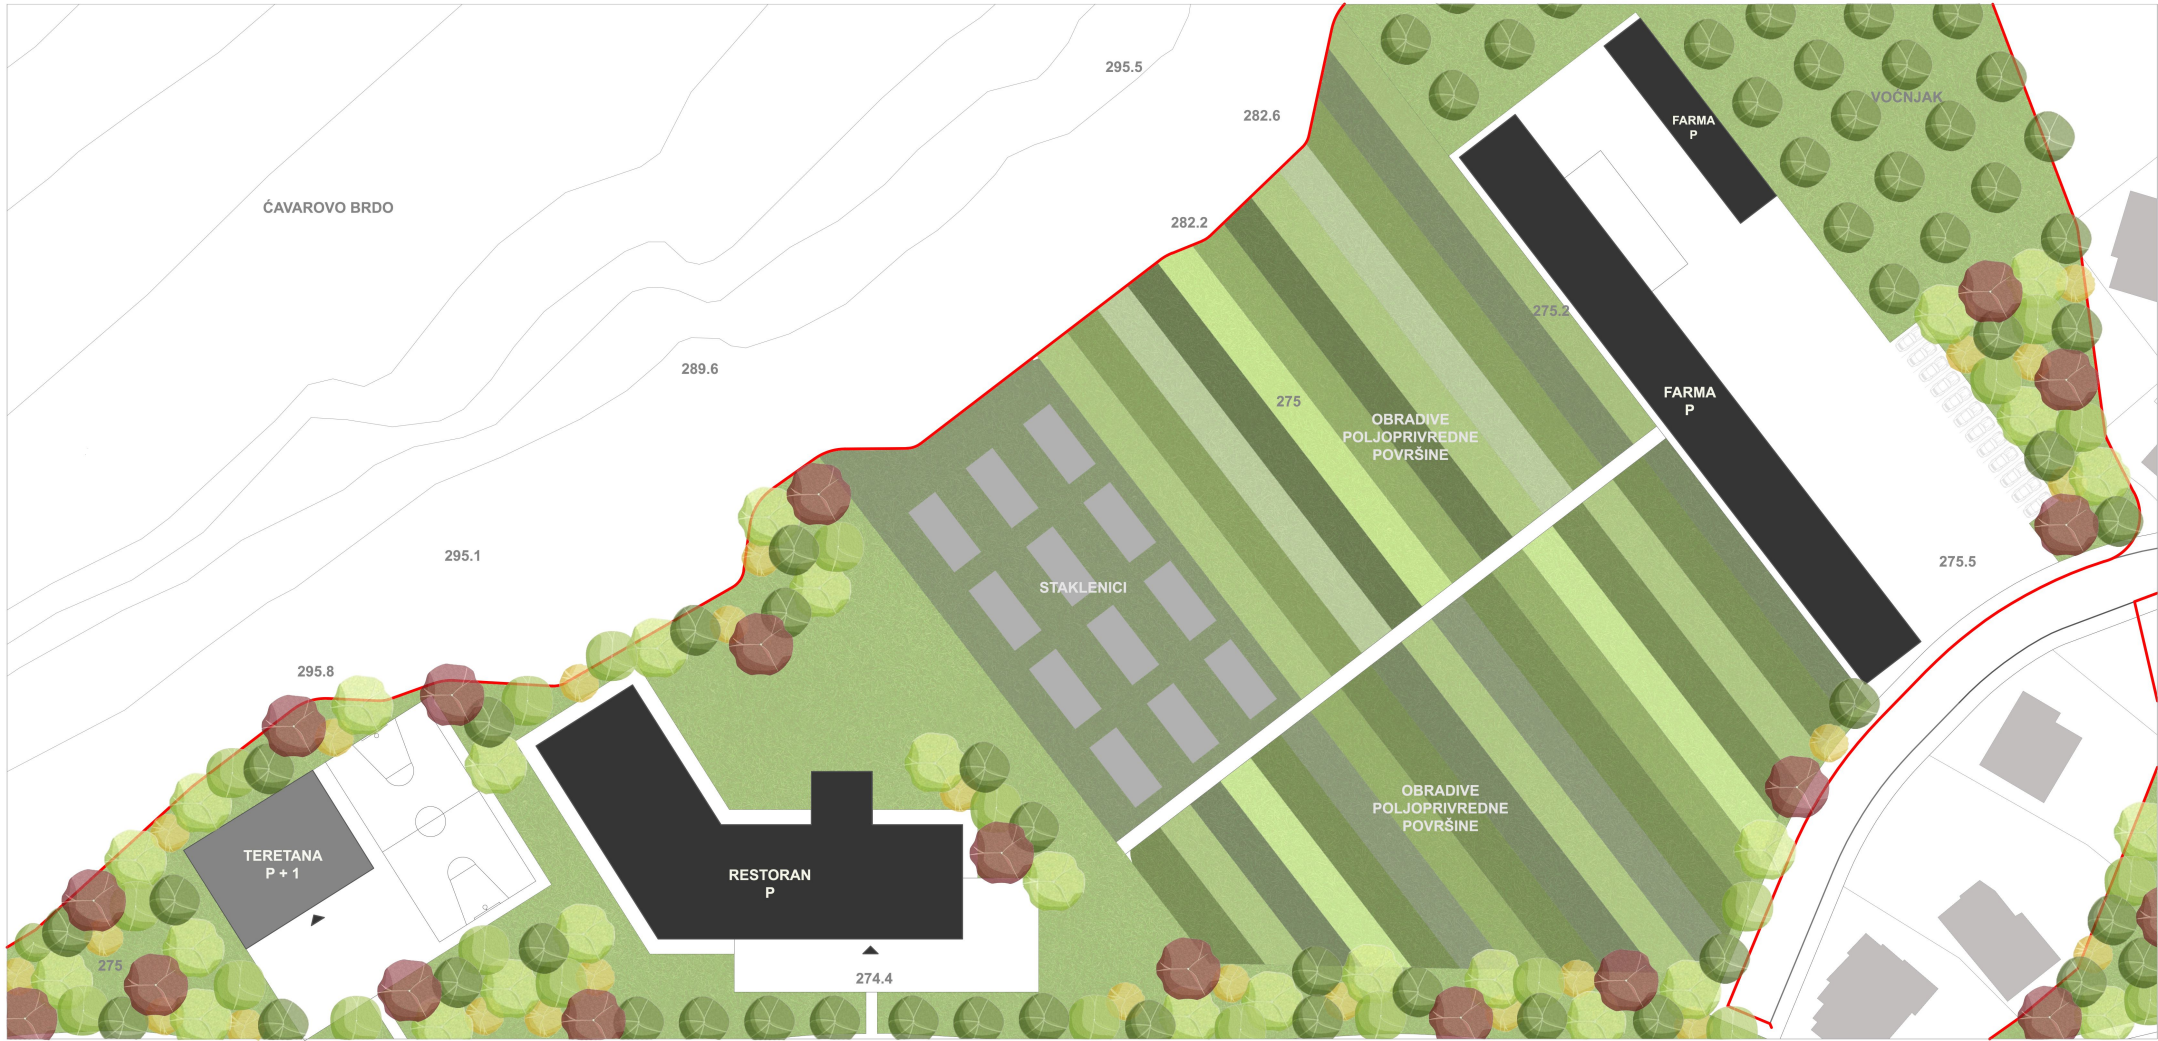 295.5
VOĆNJAK
282.6
FARMA
P
ĆAVAROVO BRDO
282.2
275.2
289.6
FARMA
P
275
OBRADIVE
POLJOPRIVREDNE
POVRŠINE
295.1
275.5
STAKLENICI
295.8
OBRADIVE
POLJOPRIVREDNE
POVRŠINE
TERETANA
P + 1
RESTORAN
P
275
274.4